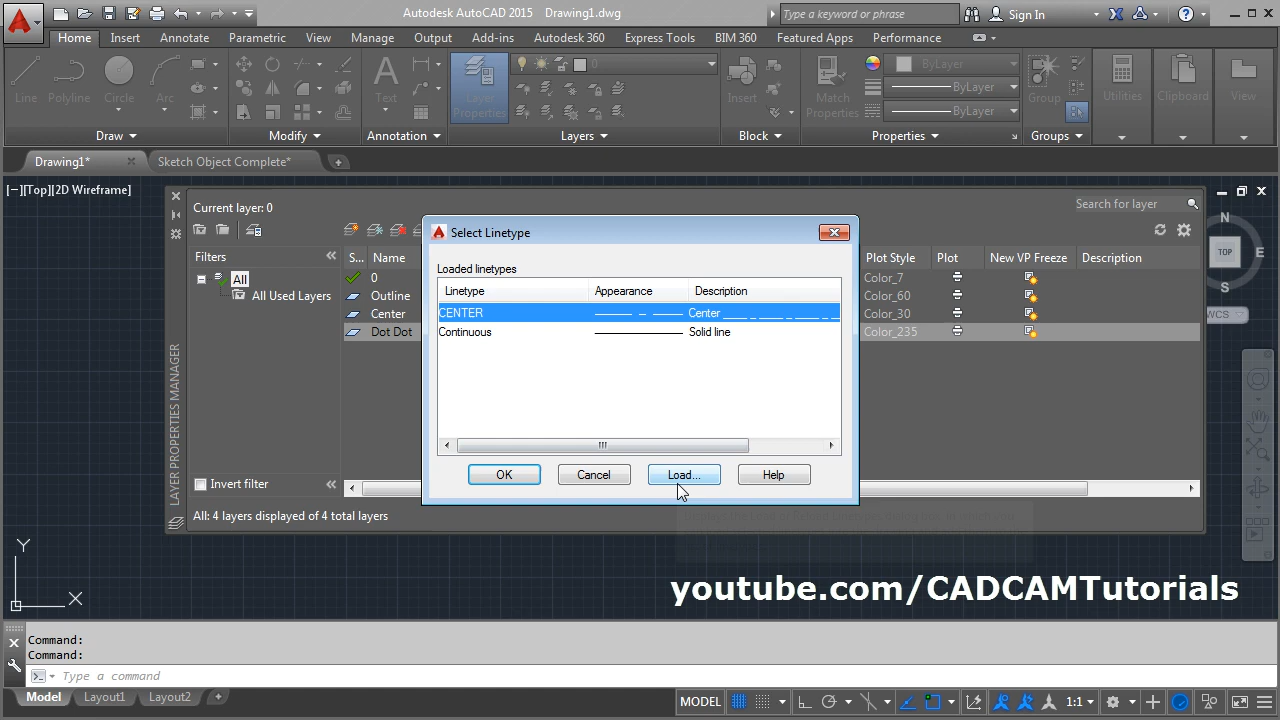 Autodesk AutoCAD 2015 Drawing1.dwg
Type a keyword or phrase
Sign In
Home Insert Annotate Parametric View Manage Output Add-ins Autodesk 360 Express Tools BIM 360 Featured Apps Performance
Line Polyline Circle Arc
Text
Layer Properties
0
Insert
Match Properties
ByLayer
ByLayer
ByLayer
Group
Utilities
Clipboard
View
Draw Modify Annotation Layers Block Properties Groups
Drawing1* Sketch Object Complete*
[−][Top][2D Wireframe]
Current layer: 0
Search for layer
Filters
All
All Used Layers
Invert filter
S... Name Plot Style Plot New VP Freeze Description
0 Color_7
Outline Color_60
Center Color_30
Dot Dot Color_235
All: 4 layers displayed of 4 total layers
LAYER PROPERTIES MANAGER
Select Linetype
Loaded linetypes
Linetype Appearance Description
CENTER Center ____ _ ____ _ ____ _ ____ _ _
Continuous Solid line
OK Cancel Load... Help
N
TOP
E
S
WCS
Y
X
youtube.com/CADCAMTutorials
Command:
Command:
Type a command
Model Layout1 Layout2 +
MODEL 1:1